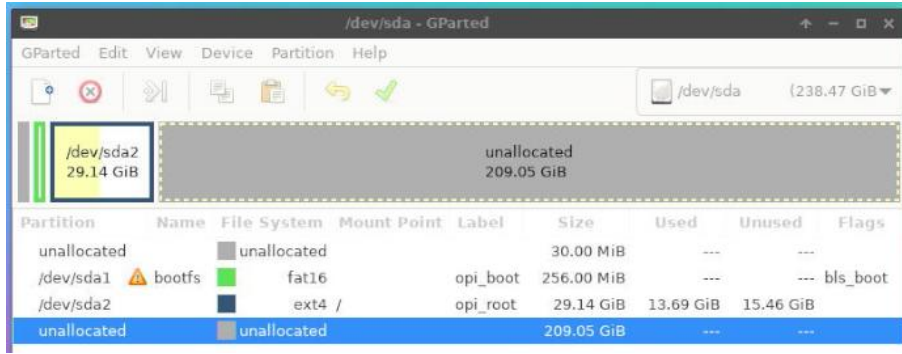 /dev/sda - GParted
GParted Edit View Device Partition Help
/dev/sda (238.47 GiB
/dev/sda2
29.14 GiB
unallocated
209.05 GiB
Partition Name File System Mount Point Label Size Used Unused Flags
unallocated unallocated 30.00 MiB --- ---
/dev/sda1 bootfs fat16 opi_boot 256.00 MiB --- --- bls_boot
/dev/sda2 ext4 / opi_root 29.14 GiB 13.69 GiB 15.46 GiB
unallocated unallocated 209.05 GiB --- ---